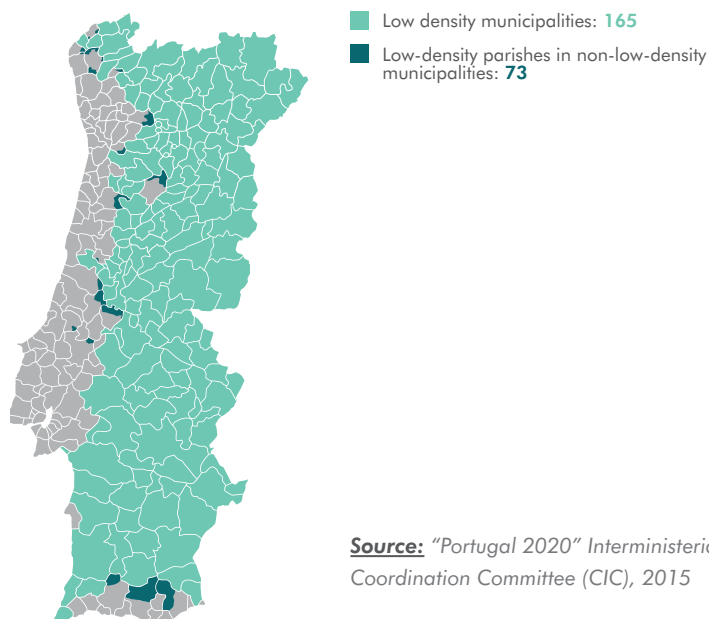 Low density municipalities: 165
Low-density parishes in non-low-density
municipalities: 73
Source: “Portugal 2020”
Coordination Committee (CIC), 2015